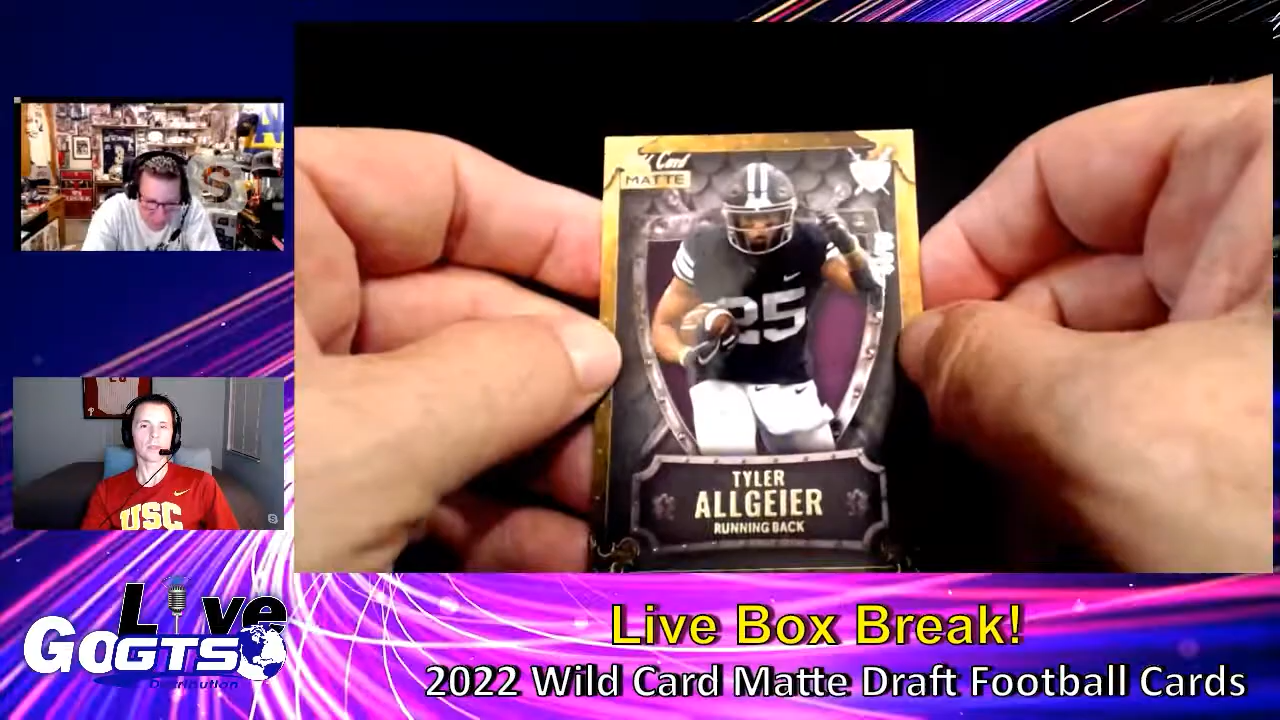 Card
MATTE
25
TYLER
ALLGEIER
RUNNING BACK
USC
Live
GOGTS
Distribution
Live Box Break!
2022 Wild Card Matte Draft Football Cards